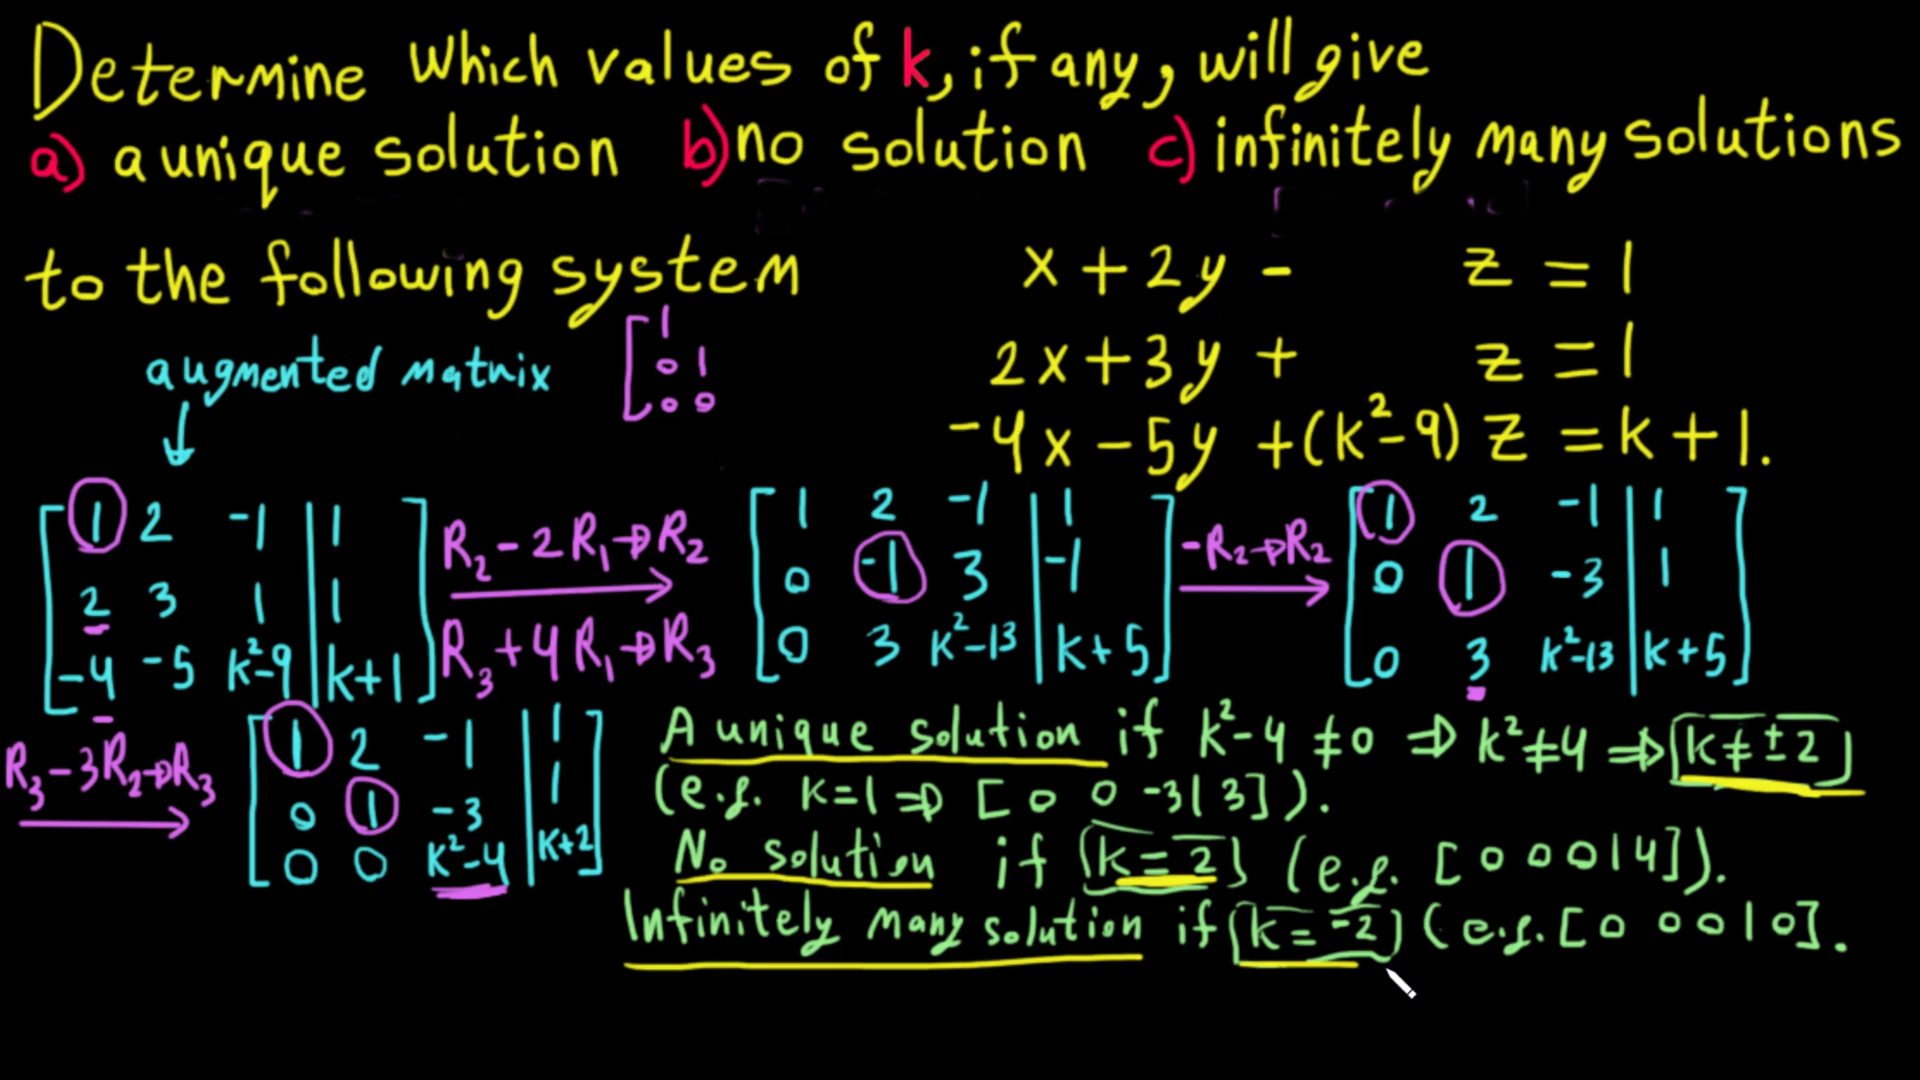 Determine which values of k, if any, will give
a) a unique solution b) no solution c) infinitely many solutions
to the following system
x + 2y - z = 1
2x + 3y + z = 1
-4x - 5y + (k²-9) z = k + 1.
augmented matrix
[ 1
0 1
0 0
[ 1 2 -1 | 1 ]
[ 2 3 1 | 1 ]
[ -4 -5 k²-9 | k+1 ]
R₂ - 2R₁ → R₂
R₃ + 4R₁ → R₃
[ 1 2 -1 | 1 ]
[ 0 -1 3 | -1 ]
[ 0 3 k²-13 | k+5 ]
-R₂ → R₂
[ 1 2 -1 | 1 ]
[ 0 1 -3 | 1 ]
[ 0 3 k²-13 | k+5 ]
R₃ - 3R₂ → R₃
[ 1 2 -1 | 1 ]
[ 0 1 -3 | 1 ]
[ 0 0 k²-4 | k+2 ]
A unique solution if k²-4 ≠ 0 ⇒ k² ≠ 4 ⇒ k ≠ ±2
(e.g. k=1 ⇒ [ 0 0 -3 | 3 ]).
No solution if k = 2 (e.g. [ 0 0 0 | 4 ]).
Infinitely many solution if k = -2 (e.g. [ 0 0 0 | 0 ].